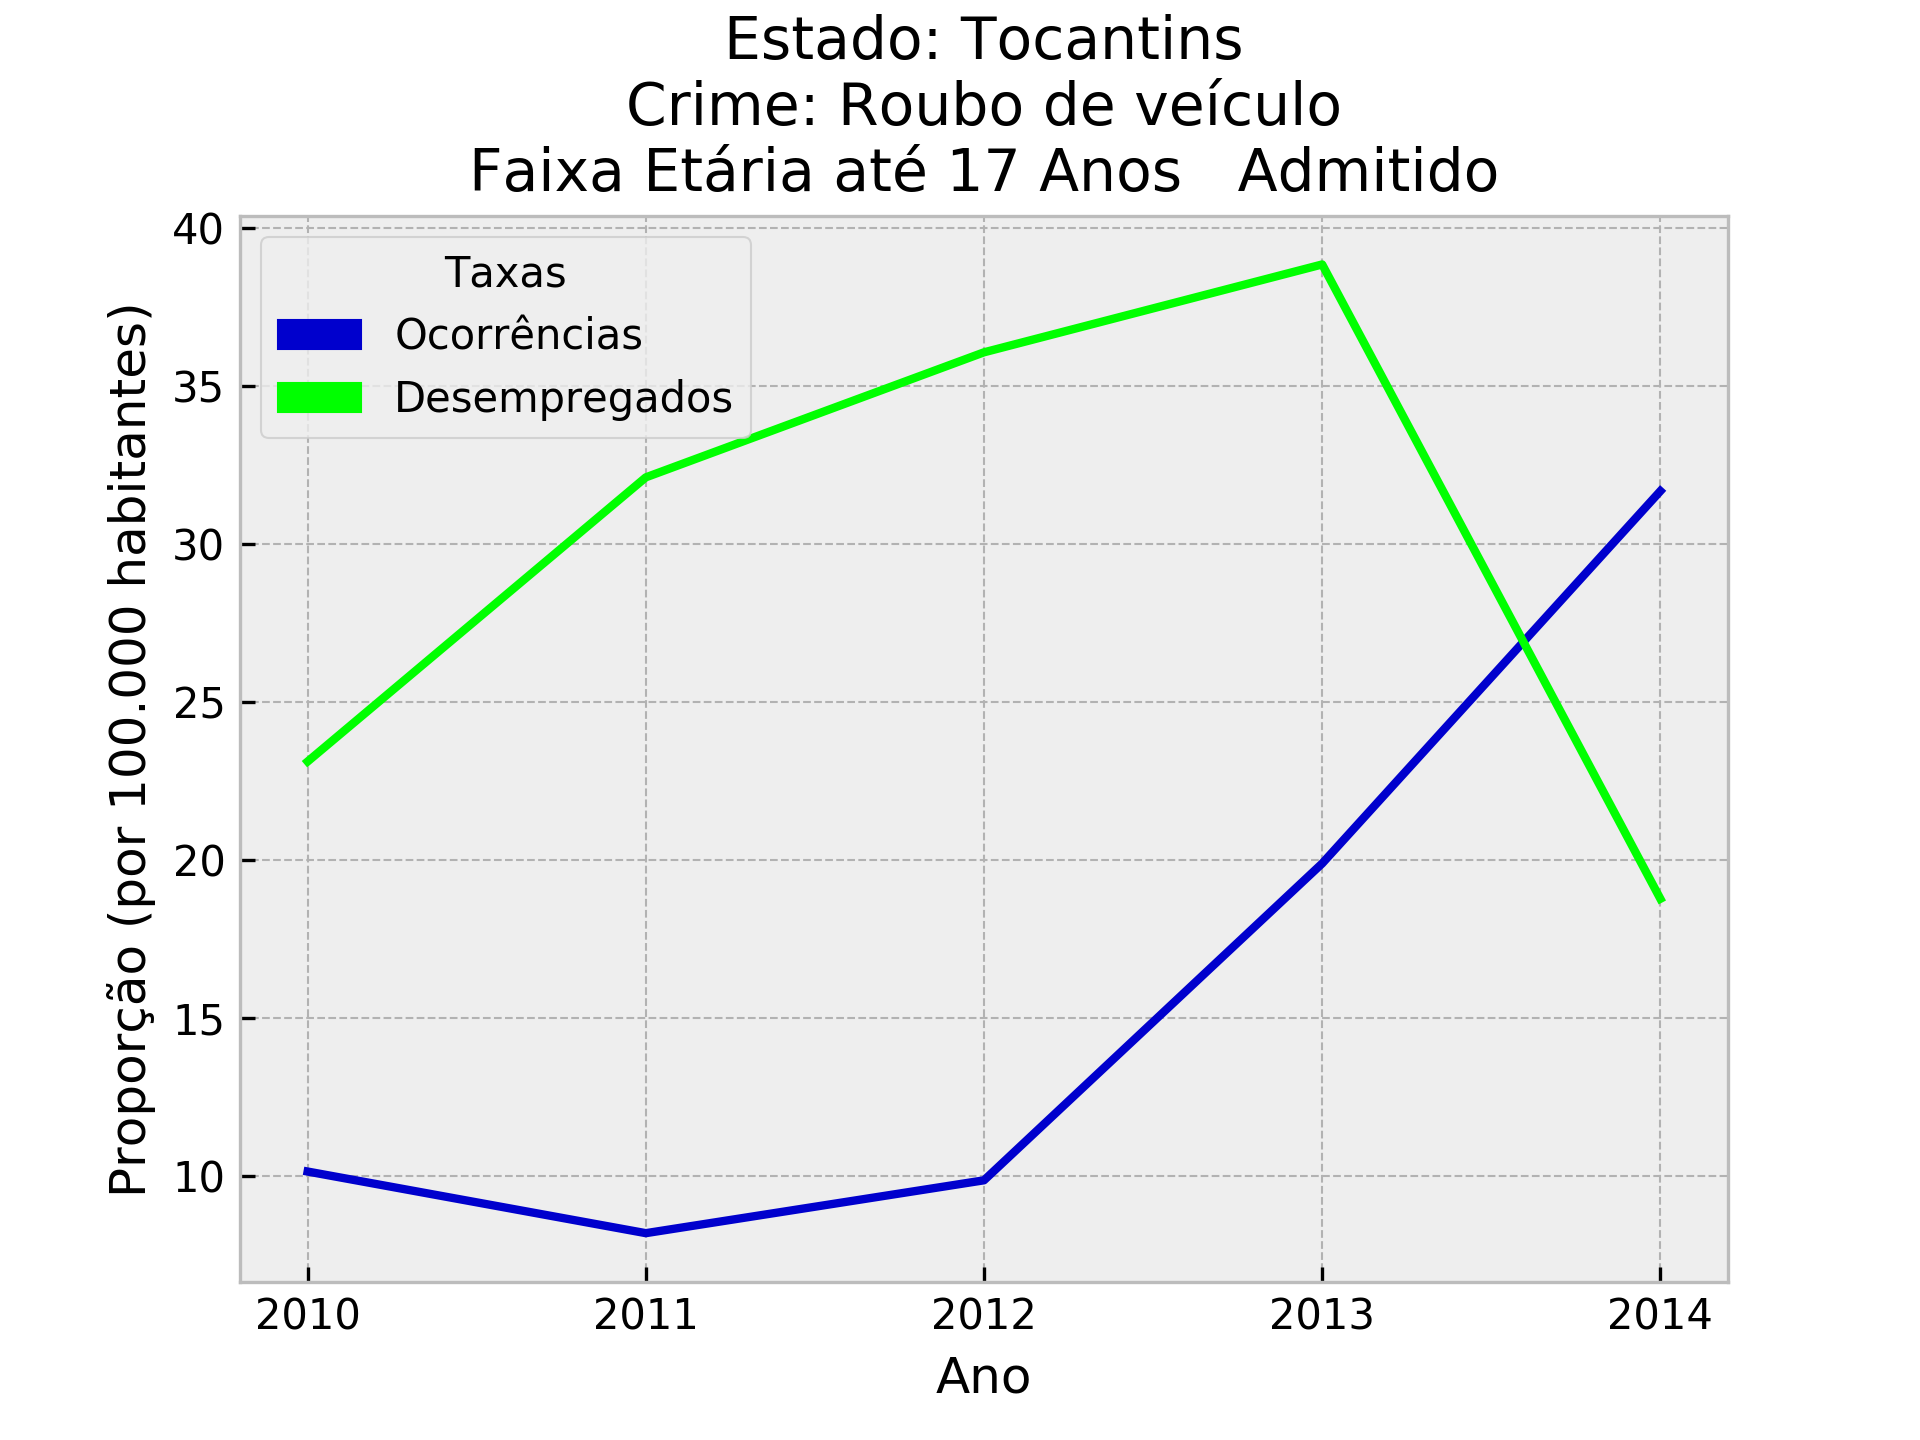 Estado: Tocantins
Crime: Roubo de veículo
Faixa Etária até 17 Anos   Admitido
40
35
30
25
20
15
10
Proporção (por 100.000 habitantes)
Taxas
Ocorrências
Desempregados
2010 2011 2012 2013 2014
Ano